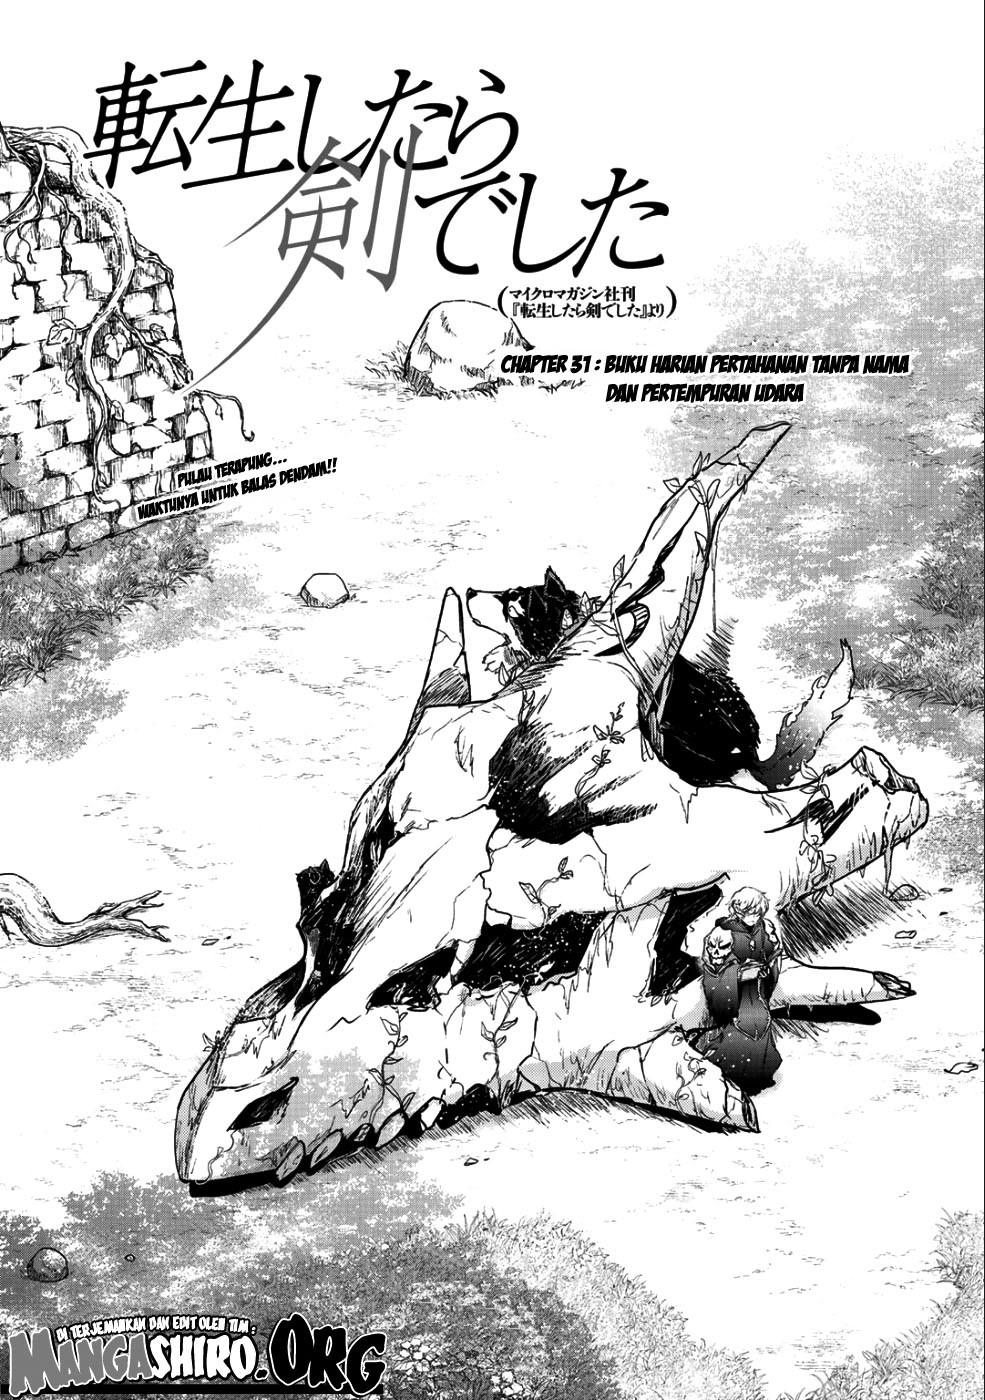 転生したら
剣でした
(マイクロマガジン社刊
『転生したら剣でした』より)
CHAPTER 31 : BUKU HARIAN PERTAHANAN TANPA NAMA
DAN PERTEMPURAN UDARA
PULAU TERAPUNG...
WAKTUNYA UNTUK BALAS DENDAM!!
DI TERJEMAHKAN DAN EDIT OLEH TIM :
MANGASHIRO.ORG